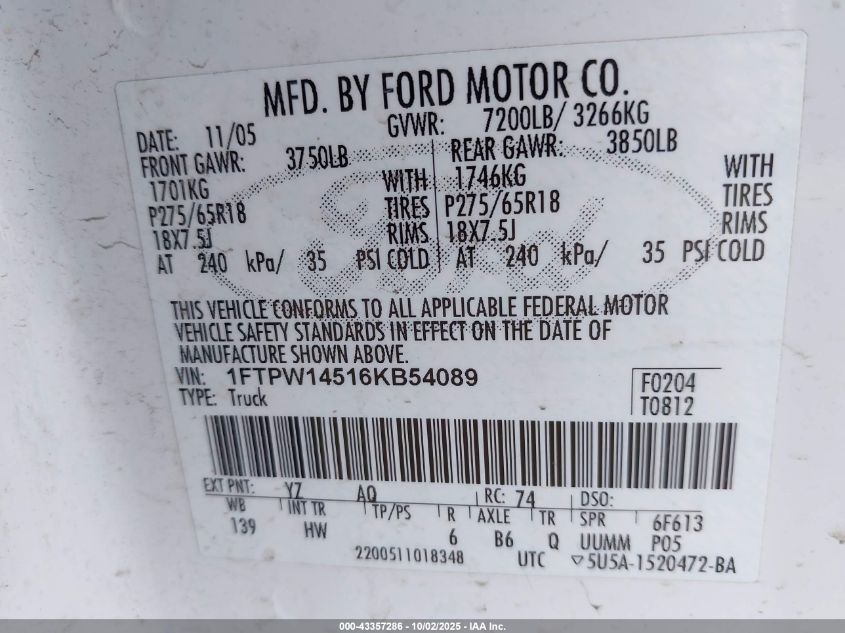 MFD. BY FORD MOTOR CO.
DATE: 11/05 GVWR: 7200LB/ 3266KG
FRONT GAWR: 3750LB REAR GAWR: 3850LB
1701KG WITH 1746KG WITH
P275/65R18 TIRES P275/65R18 TIRES
18X7.5J RIMS 18X7.5J RIMS
AT 240 kPa/ 35 PSI COLD AT 240 kPa/ 35 PSI COLD
THIS VEHICLE CONFORMS TO ALL APPLICABLE FEDERAL MOTOR
VEHICLE SAFETY STANDARDS IN EFFECT ON THE DATE OF
MANUFACTURE SHOWN ABOVE.
VIN: 1FTPW14516KB54089 F0204
TYPE: Truck T0812
EXT PNT: YZ AQ RC: 74 DSO:
WB INT TR TP/PS R AXLE TR SPR 6F613
139 HW 6 B6 Q UUMM P05
2200511018348 UTC ▽5U5A-1520472-BA
Ford
000-43357286 - 10/02/2025 - IAA Inc.